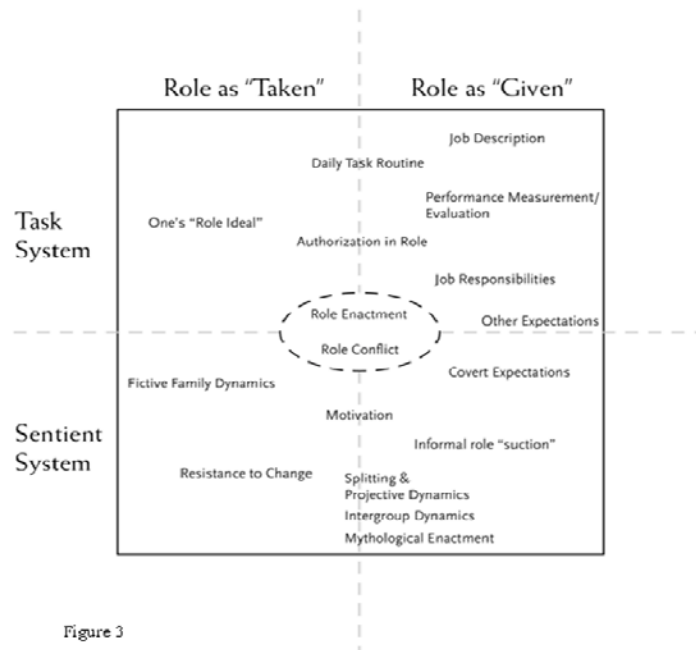 Role as "Taken"
Role as "Given"
Job Description
Daily Task Routine
Performance Measurement/
Evaluation
Task
System
One's "Role Ideal"
Authorization in Role
Job Responsibilities
Role Enactment
Other Expectations
Role Conflict
Covert Expectations
Fictive Family Dynamics
Motivation
Sentient
System
Informal role "suction"
Resistance to Change
Splitting &
Projective Dynamics
Intergroup Dynamics
Mythological Enactment
Figure 3